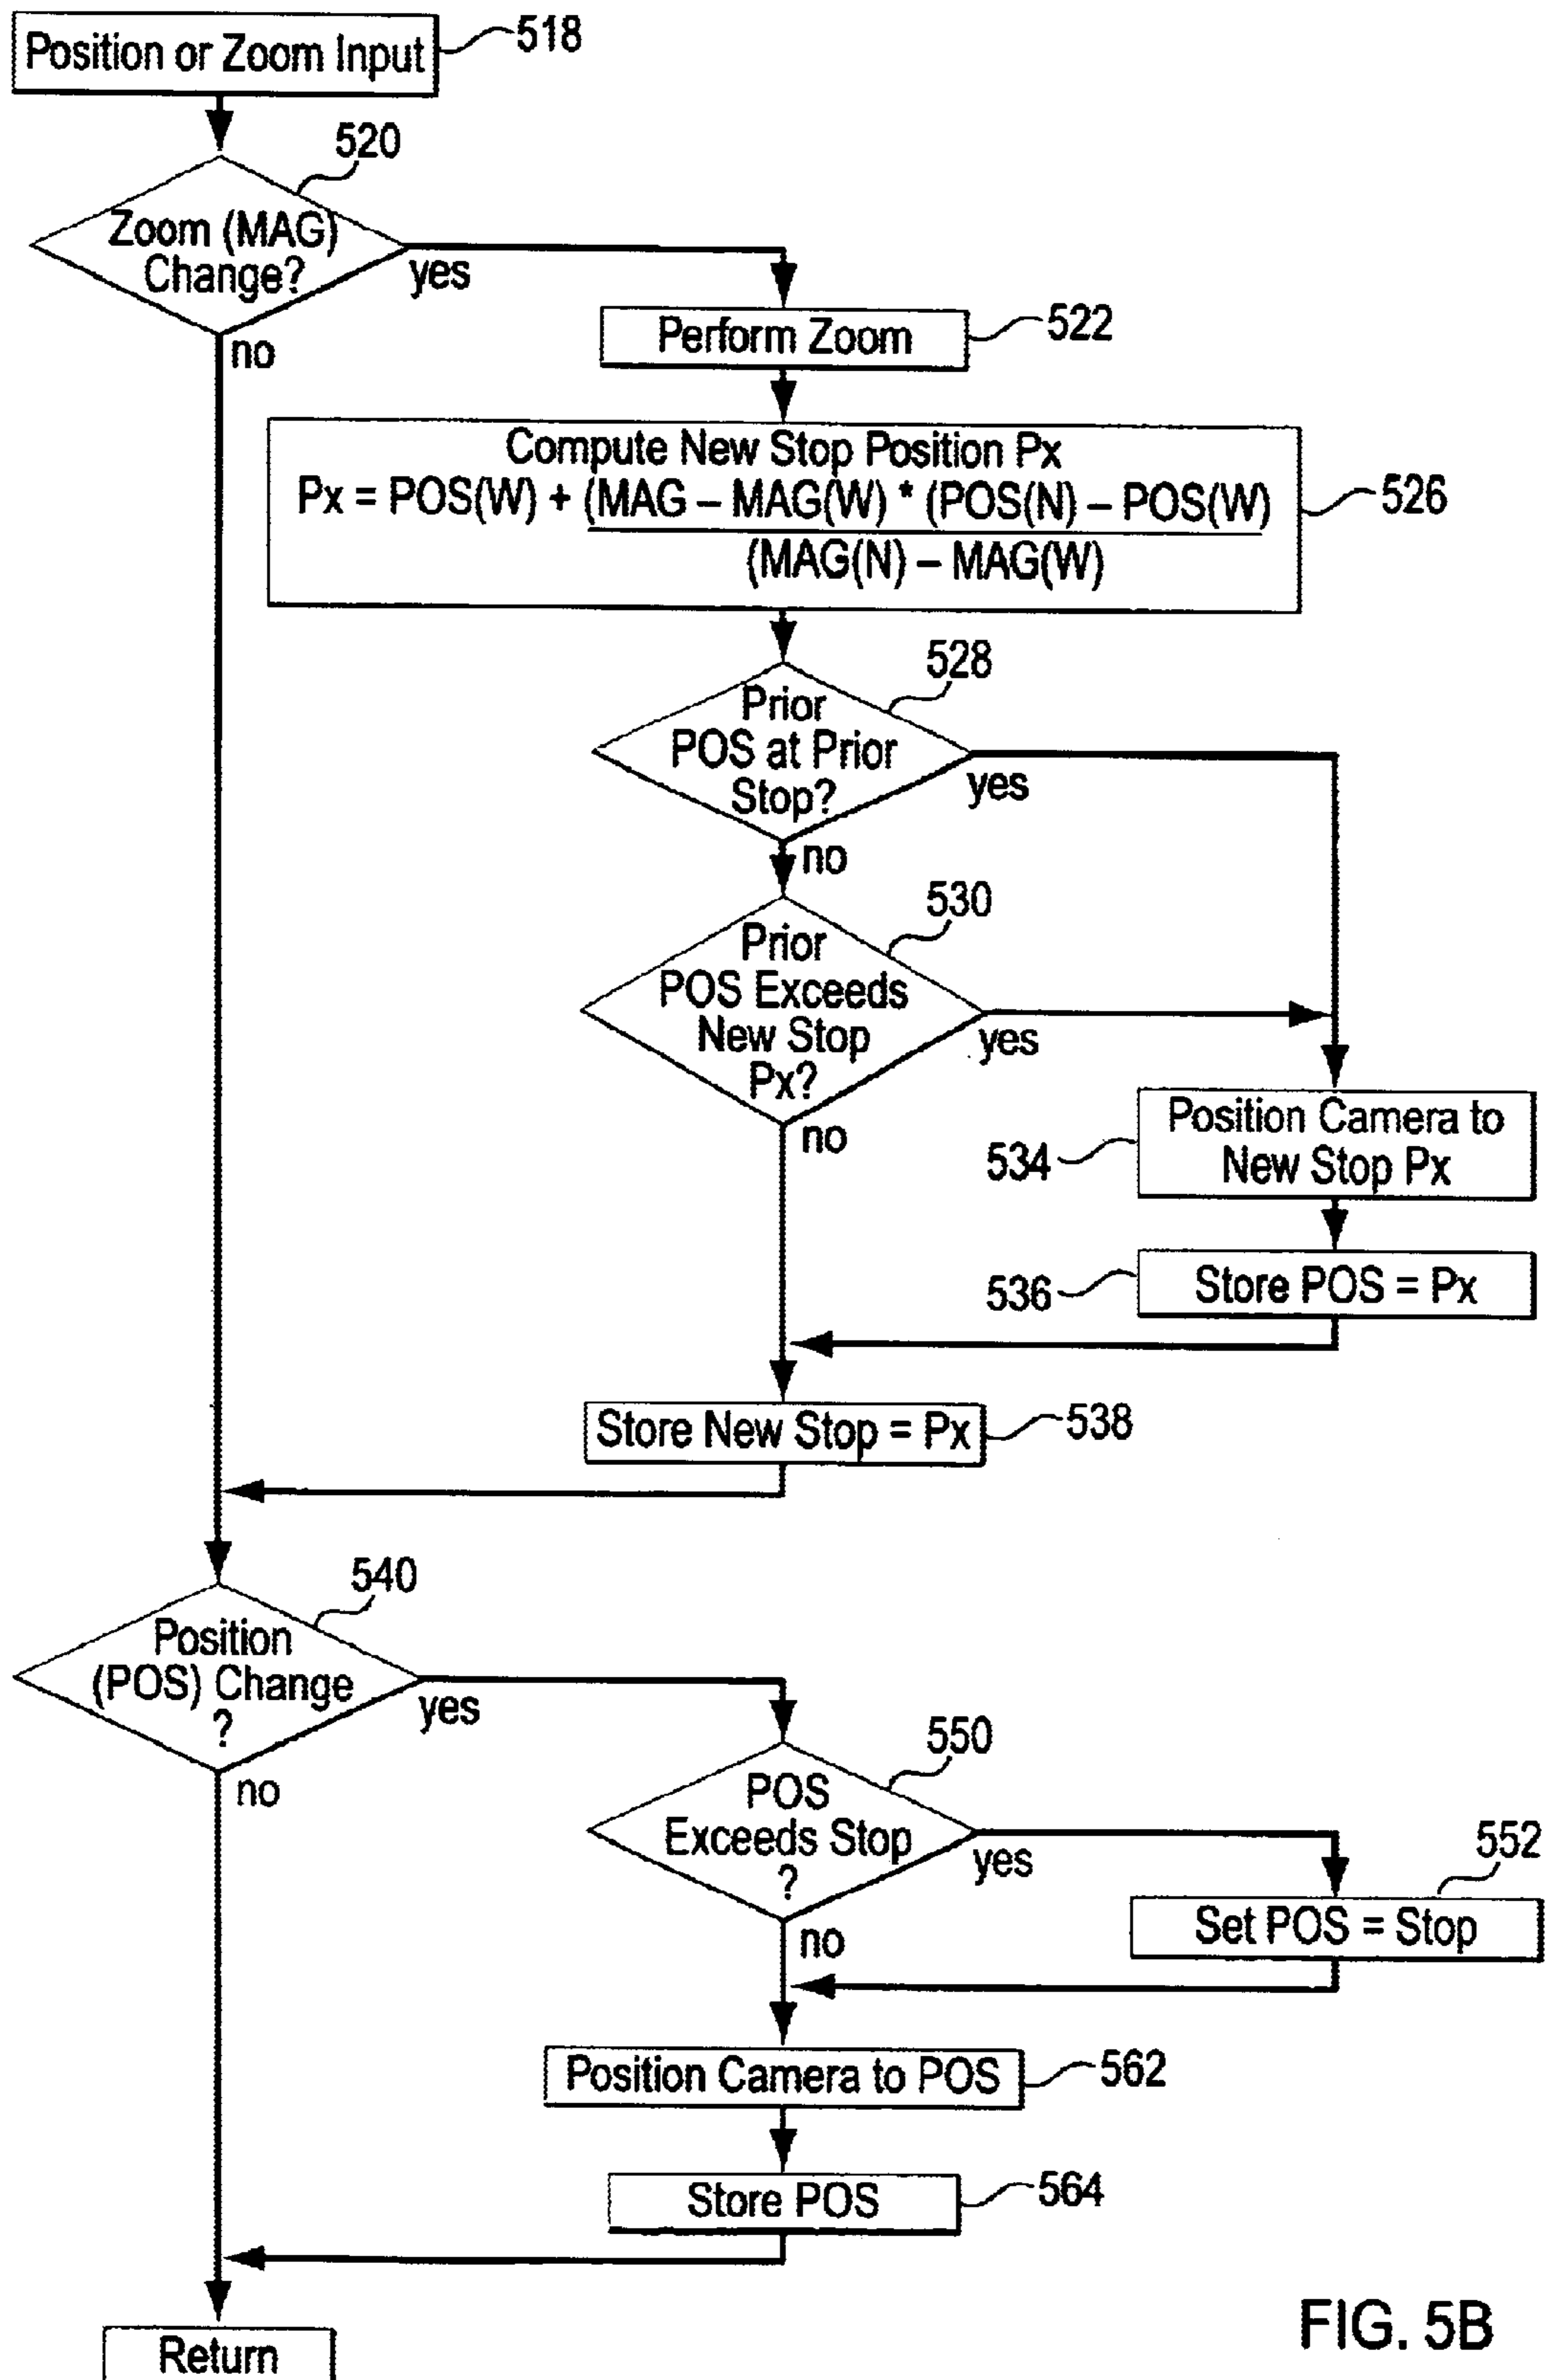 Position or Zoom Input
518
520
Zoom (MAG)
Change?
yes
no
Perform Zoom
522
Compute New Stop Position Px
Px = POS(W) + (MAG – MAG(W) * (POS(N) – POS(W)
(MAG(N) – MAG(W)
526
528
Prior
POS at Prior
Stop?
yes
no
530
Prior
POS Exceeds
New Stop
Px?
yes
no
Position Camera to
New Stop Px
534
Store POS = Px
536
Store New Stop = Px
538
540
Position
(POS) Change
?
yes
no
550
POS
Exceeds Stop
?
yes
no
552
Set POS = Stop
Position Camera to POS
562
Store POS
564
Return
FIG. 5B